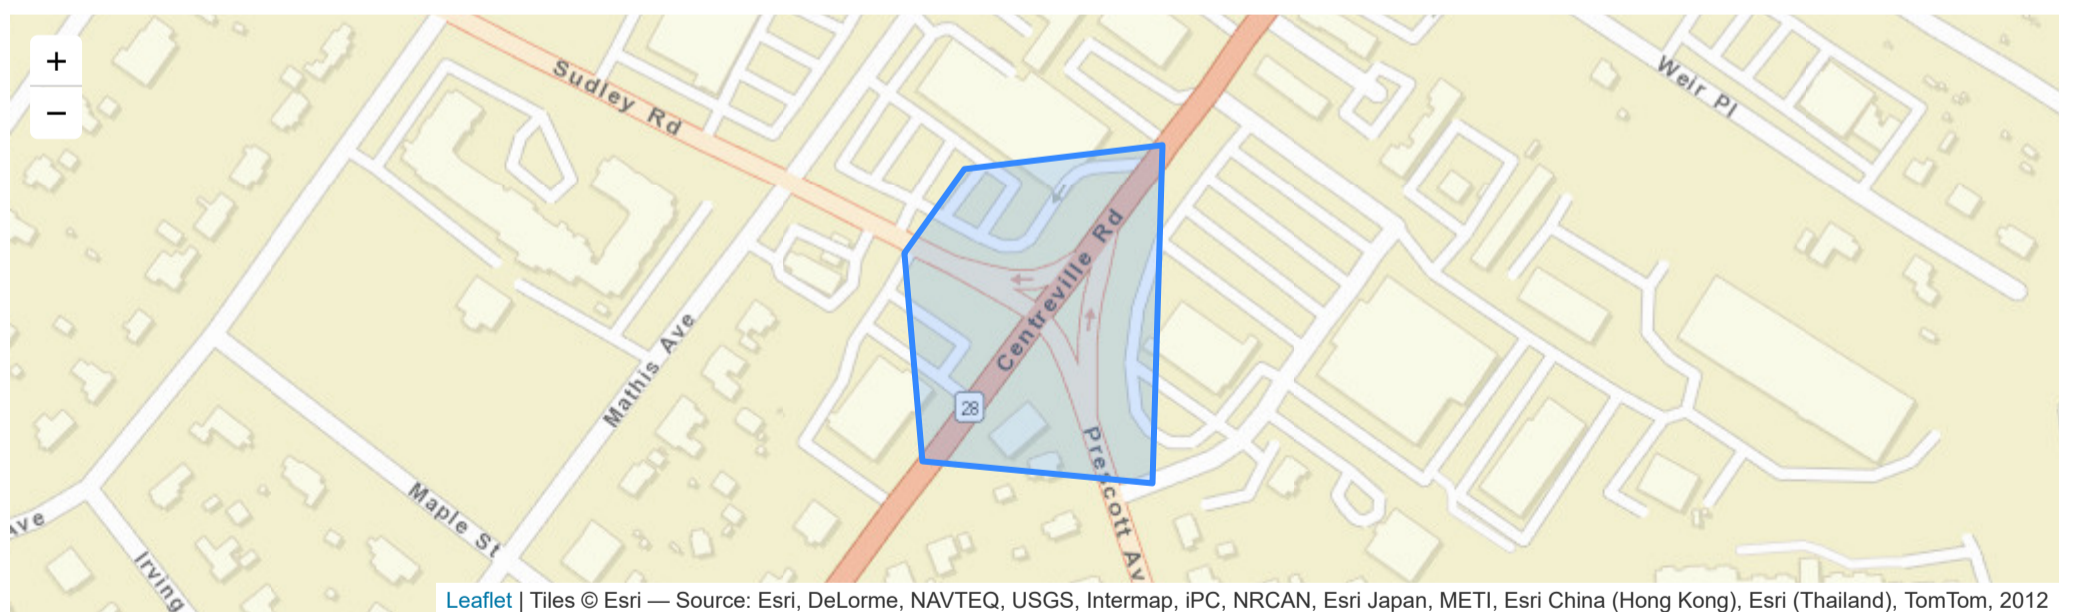 +
−
Sudley Rd
Weir Pl
Centreville Rd
Mathis Ave
28
Prescott Av
Maple St
Ave
Irving
Leaflet | Tiles © Esri — Source: Esri, DeLorme, NAVTEQ, USGS, Intermap, iPC, NRCAN, Esri Japan, METI, Esri China (Hong Kong), Esri (Thailand), TomTom, 2012